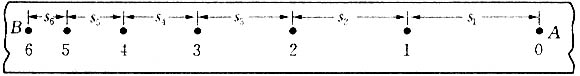 s₆ s₅ s₄ s₃ s₂ s₁
B A
6 5 4 3 2 1 0